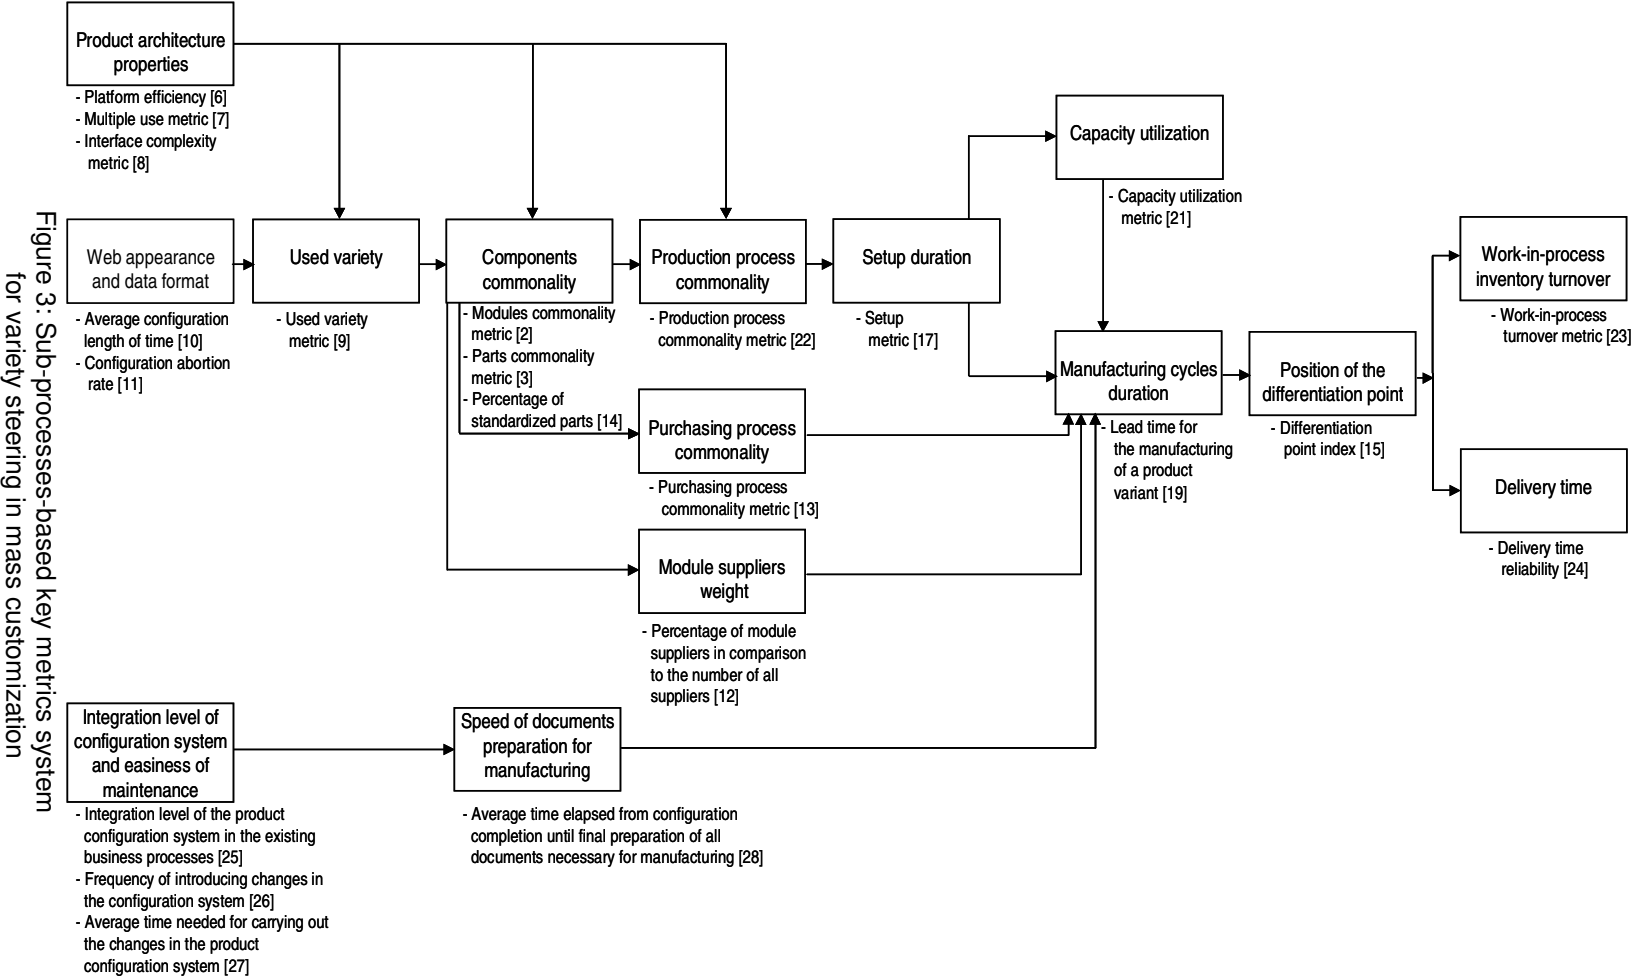 Product architecture
properties
- Platform efficiency [6]
- Multiple use metric [7]
- Interface complexity
metric [8]
Web appearance
and data format
- Average configuration
length of time [10]
- Configuration abortion
rate [11]
Used variety
- Used variety
metric [9]
Components
commonality
- Modules commonality
metric [2]
- Parts commonality
metric [3]
- Percentage of
standardized parts [14]
Production process
commonality
- Production process
commonality metric [22]
Setup duration
- Setup
metric [17]
Capacity utilization
- Capacity utilization
metric [21]
Purchasing process
commonality
- Purchasing process
commonality metric [13]
Module suppliers
weight
- Percentage of module
suppliers in comparison
to the number of all
suppliers [12]
Manufacturing cycles
duration
- Lead time for
the manufacturing
of a product
variant [19]
Position of the
differentiation point
- Differentiation
point index [15]
Work-in-process
inventory turnover
- Work-in-process
turnover metric [23]
Delivery time
- Delivery time
reliability [24]
Integration level of
configuration system
and easiness of
maintenance
- Integration level of the product
configuration system in the existing
business processes [25]
- Frequency of introducing changes in
the configuration system [26]
- Average time needed for carrying out
the changes in the product
configuration system [27]
Speed of documents
preparation for
manufacturing
- Average time elapsed from configuration
completion until final preparation of all
documents necessary for manufacturing [28]
Figure 3: Sub-processes-based key metrics system
for variety steering in mass customization